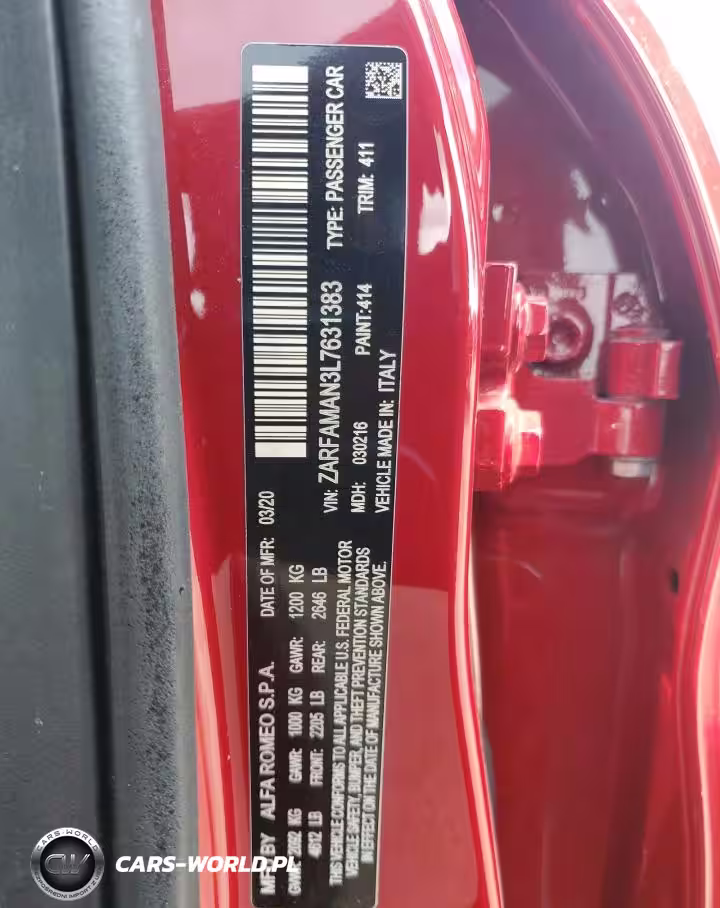 MFD BY ALFA ROMEO S.P.A. DATE OF MFR: 03/20
GVWR: 2092 KG GAWR: 1000 KG GAWR: 1200 KG
4612 LB FRONT: 2205 LB REAR: 2646 LB
THIS VEHICLE CONFORMS TO ALL APPLICABLE U.S. FEDERAL MOTOR
VEHICLE SAFETY, BUMPER, AND THEFT PREVENTION STANDARDS
IN EFFECT ON THE DATE OF MANUFACTURE SHOWN ABOVE.
VIN: ZARFAMAN3L7631383 TYPE: PASSENGER CAR
MDH: 030216 PAINT:414 TRIM: 411
VEHICLE MADE IN: ITALY
CW
CARS-WORLD.PL